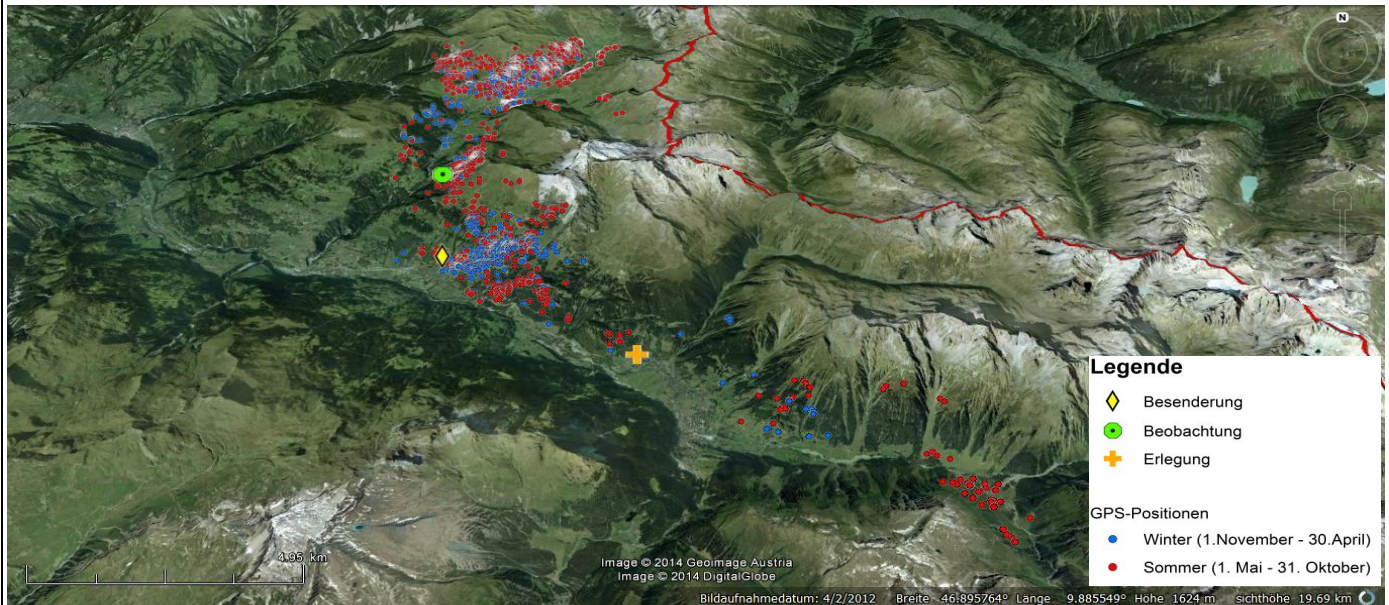 N
Legende
Besenderung
Beobachtung
Erlegung
GPS-Positionen
Winter (1.November - 30.April)
Sommer (1. Mai - 31. Oktober)
4.95 km
Image © 2014 Geoimage Austria
Image © 2014 DigitalGlobe
Bildaufnahmedatum: 4/2/2012 Breite 46.895764° Länge 9.885549° Höhe 1624 m sichthöhe 19.69 km